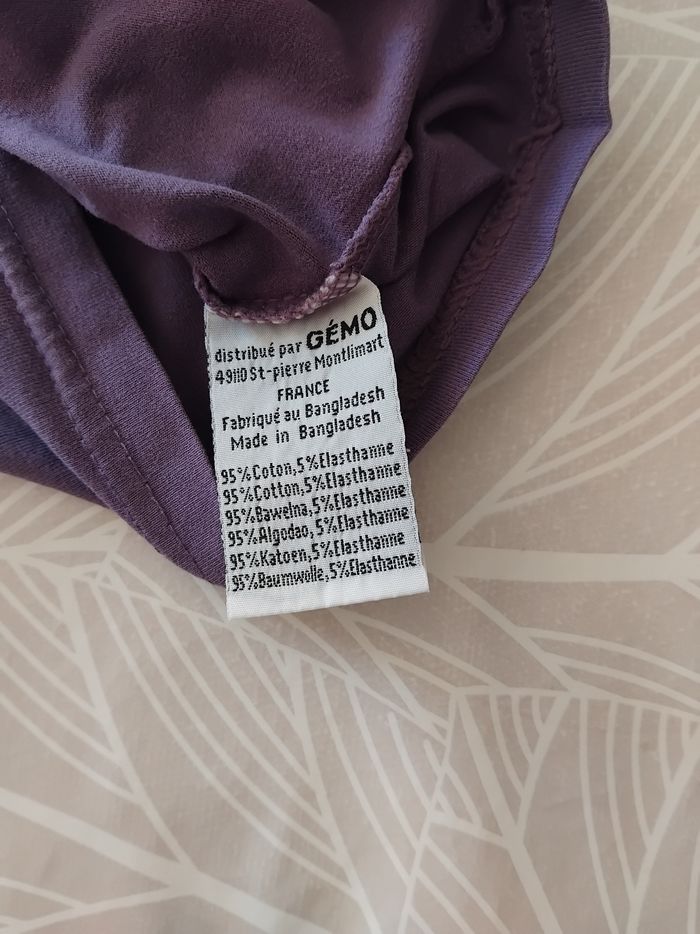 distribué par GÉMO
49110 St-pierre Montlimart
FRANCE
Fabriqué au Bangladesh
Made in Bangladesh
95%Coton,5%Elasthanne
95%Cotton,5%Elasthanne
95%Bawelna,5%Elasthanne
95%Algodao,5%Elasthanne
95%Katoen,5%Elasthanne
95%Baumwolle,5%Elasthanne